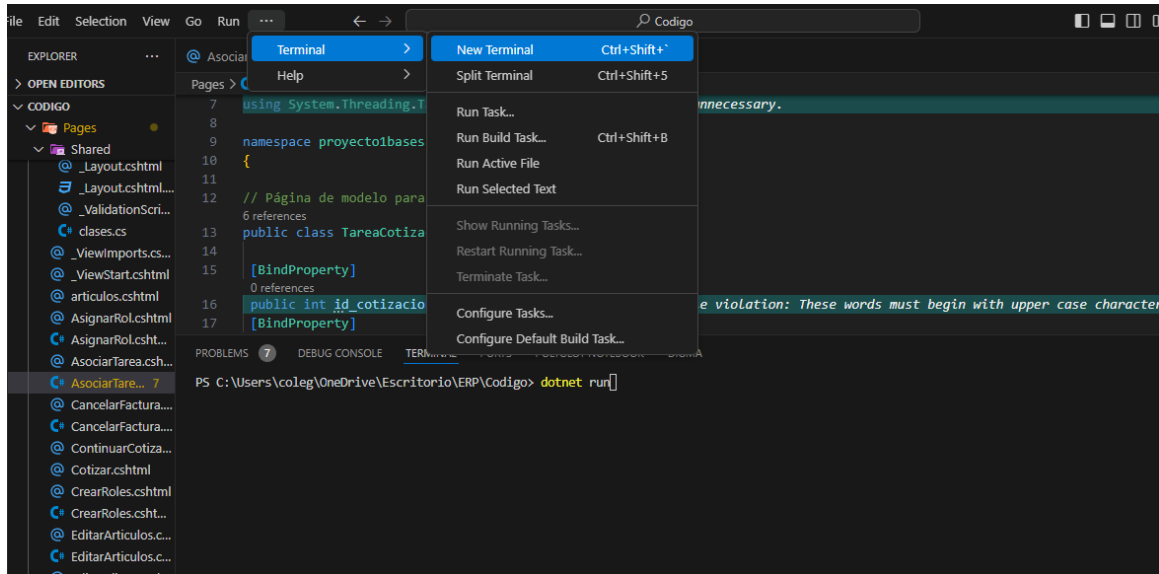 File Edit Selection View Go Run ... Codigo
EXPLORER ...
OPEN EDITORS
CODIGO
Pages
Shared
_Layout.cshtml
_Layout.cshtml....
_ValidationScri...
clases.cs
_ViewImports.cs...
_ViewStart.cshtml
articulos.cshtml
AsignarRol.cshtml
AsignarRol.csht...
AsociarTarea.csh...
AsociarTare... 7
CancelarFactura....
CancelarFactura....
ContinuarCotiza...
Cotizar.cshtml
CrearRoles.cshtml
CrearRoles.csht...
EditarArticulos.c...
EditarArticulos.c...
Terminal
Help
New Terminal Ctrl+Shift+`
Split Terminal Ctrl+Shift+5
Run Task...
Run Build Task... Ctrl+Shift+B
Run Active File
Run Selected Text
Show Running Tasks...
Restart Running Task...
Terminate Task...
Configure Tasks...
Configure Default Build Task...
Asociar
Pages >
7 using System.Threading.T nnecessary.
8
9 namespace proyecto1bases
10 {
11
12 // Página de modelo para
6 references
13 public class TareaCotiza
14
15 [BindProperty]
0 references
16 public int id_cotizacio e violation: These words must begin with upper case character
17 [BindProperty]
PROBLEMS 7 DEBUG CONSOLE TERMINAL
PS C:\Users\coleg\OneDrive\Escritorio\ERP\Codigo> dotnet run